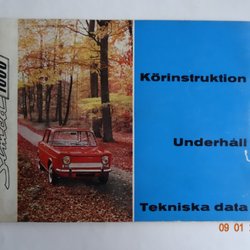 Simca 1000
Körinstruktion
Underhåll
Tekniska data
09 01